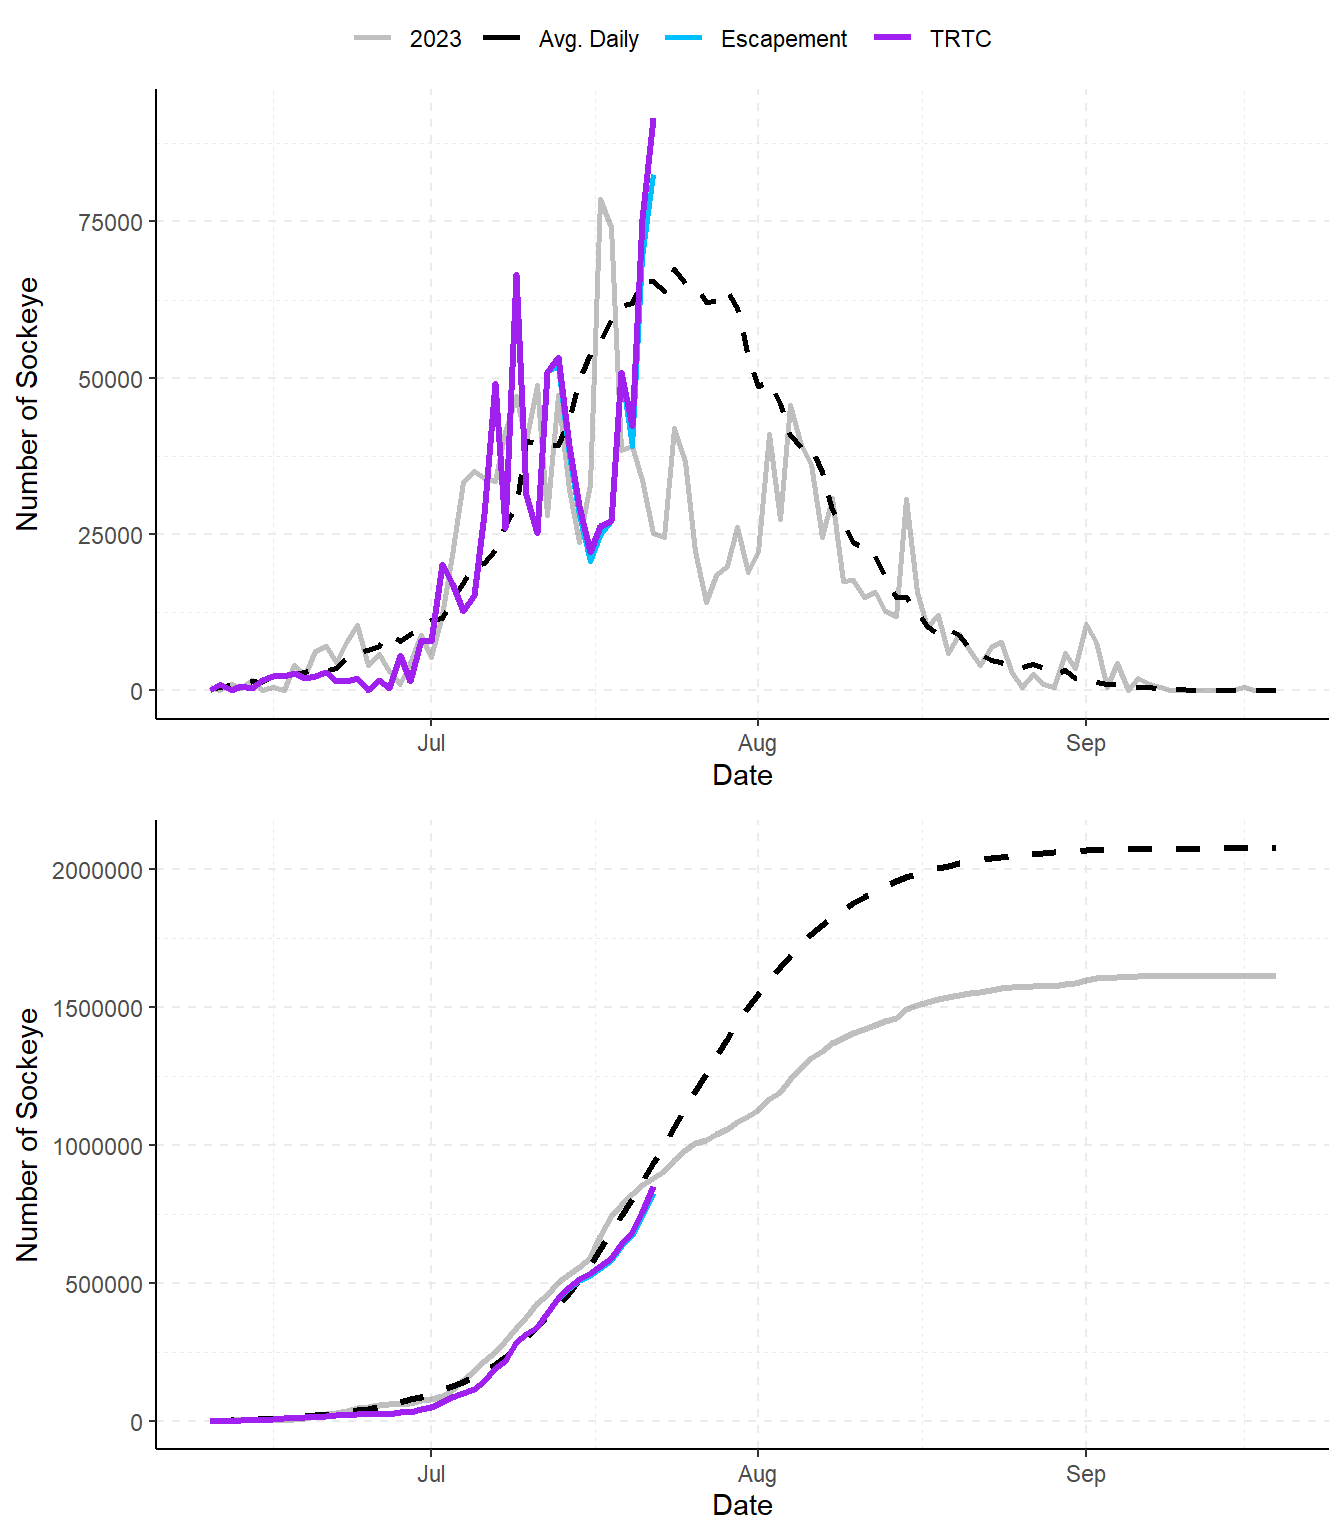 2023 Avg. Daily Escapement TRTC
Number of Sockeye
75000
50000
25000
0
Jul Aug Sep
Date
Number of Sockeye
2000000
1500000
1000000
500000
0
Jul Aug Sep
Date